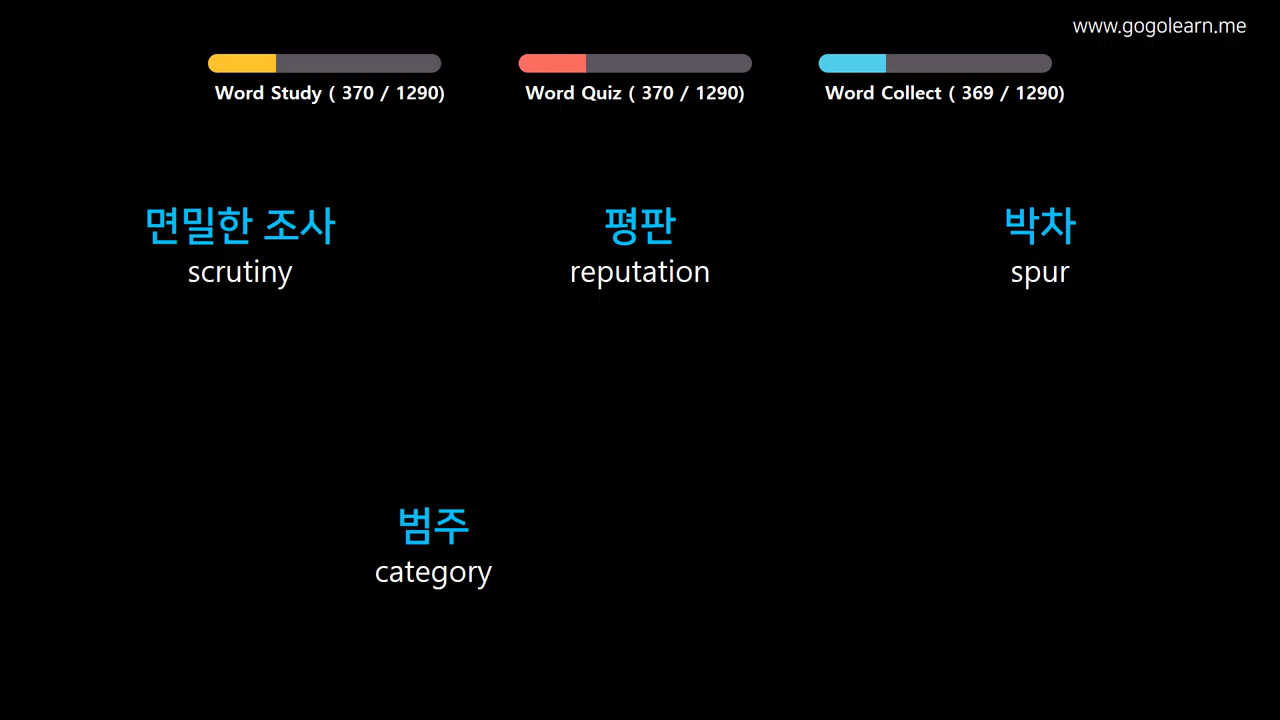 www.gogolearn.me
Word Study ( 370 / 1290)
Word Quiz ( 370 / 1290)
Word Collect ( 369 / 1290)
면밀한 조사
scrutiny
평판
reputation
박차
spur
범주
category